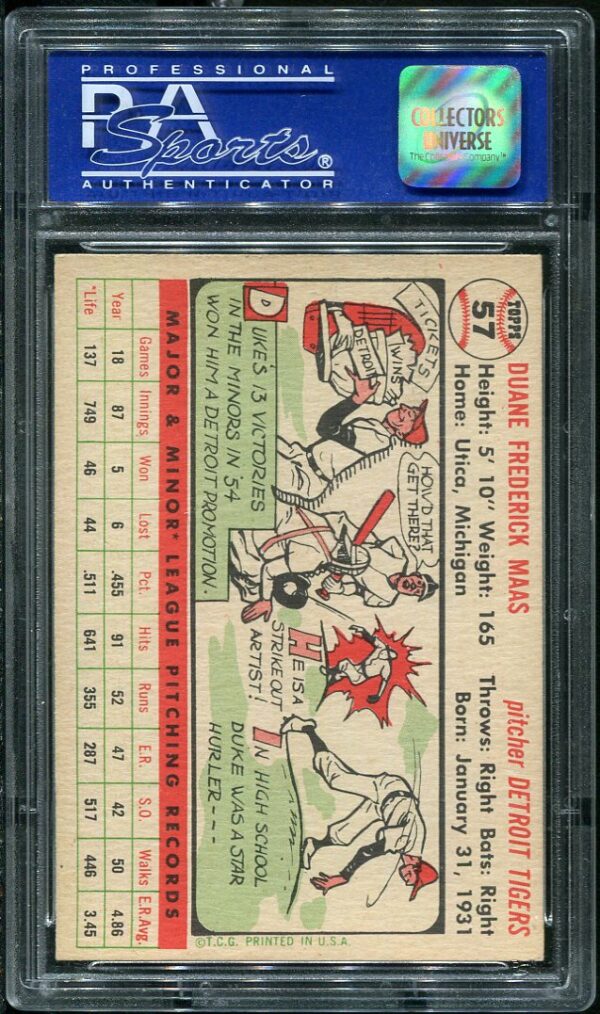 PROFESSIONAL
PSA
Sports®
AUTHENTICATOR
COLLECTORS
UNIVERSE
The Collectibles Company™
TOPPS
57
DUANE FREDERICK MAAS pitcher DETROIT TIGERS
Height: 5' 10" Weight: 165 Throws: Right Bats: Right
Home: Utica, Michigan Born: January 31, 1931
TICKETS
WINS
DETROIT
DUKE'S 13 VICTORIES
IN THE MINORS IN '54
WON HIM A DETROIT PROMOTION.
HOW'D THAT
GET THERE?
HE IS A
STRIKEOUT
ARTIST!
IN HIGH SCHOOL
DUKE WAS A STAR
HURLER---
MAJOR & MINOR* LEAGUE PITCHING RECORDS
Games Innings Won Lost Pct. Hits Runs E.R. S.O. Walks E.R.Avg.
Year 18 87 5 6 .455 91 52 47 42 50 4.86
*Life 137 749 46 44 .511 641 355 287 517 446 3.45
©T.C.G. PRINTED IN U.S.A.